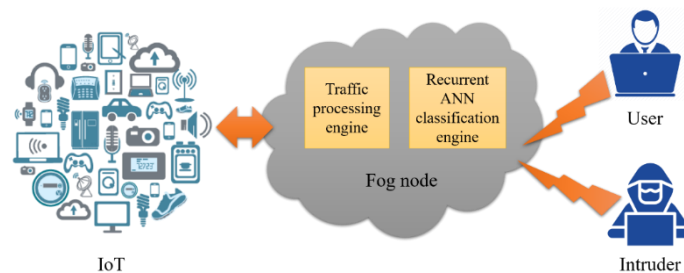 Traffic
processing
engine
Recurrent
ANN
classification
engine
Fog node
User
IoT
Intruder